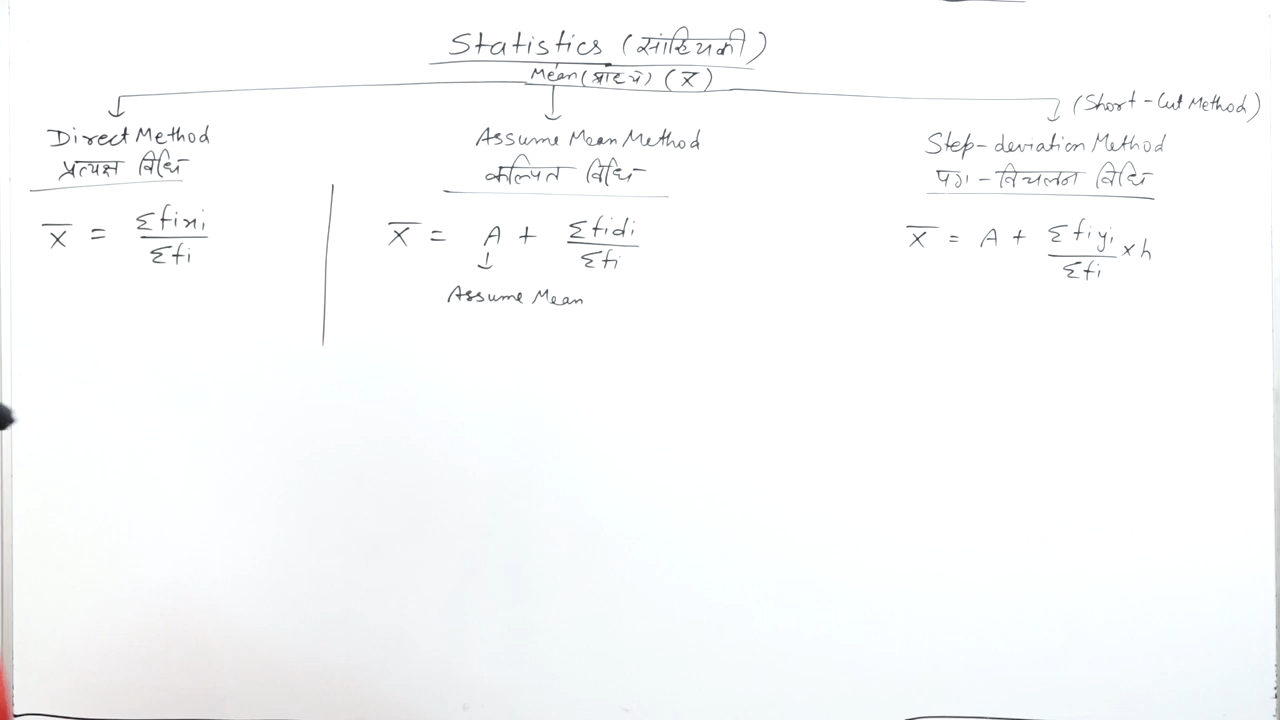 Statistics (सांख्यिकी)
Mean (माध्य) (x̅)
(Short-Cut Method)
Direct Method
प्रत्यक्ष विधि
x̅ = Σfixi / Σfi
Assume Mean Method
कल्पित विधि
x̅ = A + Σfidi / Σfi
↓
Assume Mean
Step-deviation Method
पग-विचलन विधि
x̅ = A + Σfiyi / Σfi × h